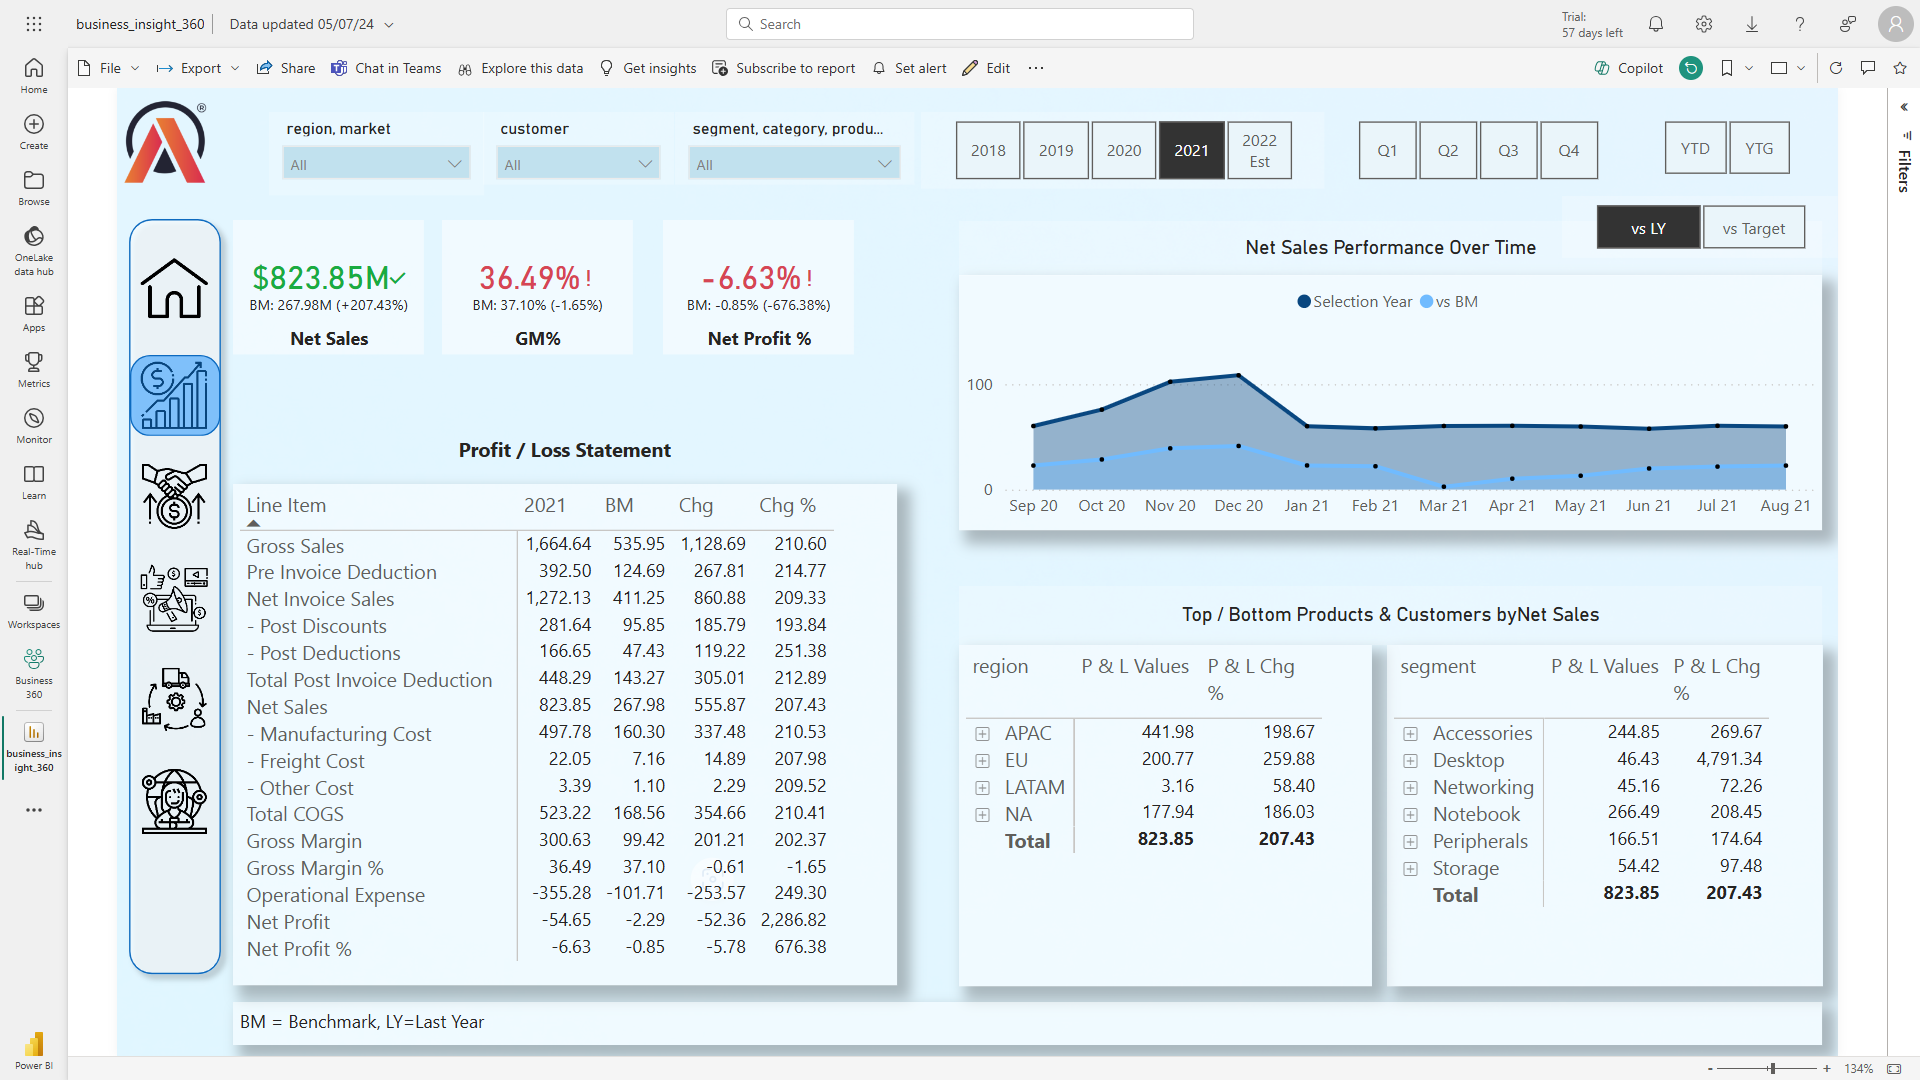 business_insight_360
Data updated 05/07/24
Search
Trial:
57 days left
Home
Create
Browse
OneLake
data hub
Apps
Metrics
Monitor
Learn
Real-Time
hub
Workspaces
Business
360
business_ins
ight_360
Power BI
File
Export
Share
Chat in Teams
Explore this data
Get insights
Subscribe to report
Set alert
Edit
Copilot
Filters
®
region, market
All
customer
All
segment, category, produ...
All
2018
2019
2020
2021
2022
Est
Q1
Q2
Q3
Q4
YTD
YTG
vs LY
vs Target
$823.85M
BM: 267.98M (+207.43%)
Net Sales
36.49%!
BM: 37.10% (-1.65%)
GM%
-6.63%!
BM: -0.85% (-676.38%)
Net Profit %
Net Sales Performance Over Time
Selection Year vs BM
100
0
Sep 20 Oct 20 Nov 20 Dec 20 Jan 21 Feb 21 Mar 21 Apr 21 May 21 Jun 21 Jul 21 Aug 21
Profit / Loss Statement
Line Item 2021 BM Chg Chg %
Gross Sales 1,664.64 535.95 1,128.69 210.60
Pre Invoice Deduction 392.50 124.69 267.81 214.77
Net Invoice Sales 1,272.13 411.25 860.88 209.33
- Post Discounts 281.64 95.85 185.79 193.84
- Post Deductions 166.65 47.43 119.22 251.38
Total Post Invoice Deduction 448.29 143.27 305.01 212.89
Net Sales 823.85 267.98 555.87 207.43
- Manufacturing Cost 497.78 160.30 337.48 210.53
- Freight Cost 22.05 7.16 14.89 207.98
- Other Cost 3.39 1.10 2.29 209.52
Total COGS 523.22 168.56 354.66 210.41
Gross Margin 300.63 99.42 201.21 202.37
Gross Margin % 36.49 37.10 -0.61 -1.65
Operational Expense -355.28 -101.71 -253.57 249.30
Net Profit -54.65 -2.29 -52.36 2,286.82
Net Profit % -6.63 -0.85 -5.78 676.38
Top / Bottom Products & Customers byNet Sales
region P & L Values P & L Chg
%
APAC 441.98 198.67
EU 200.77 259.88
LATAM 3.16 58.40
NA 177.94 186.03
Total 823.85 207.43
segment P & L Values P & L Chg
%
Accessories 244.85 269.67
Desktop 46.43 4,791.34
Networking 45.16 72.26
Notebook 266.49 208.45
Peripherals 166.51 174.64
Storage 54.42 97.48
Total 823.85 207.43
BM = Benchmark, LY=Last Year
- + 134%